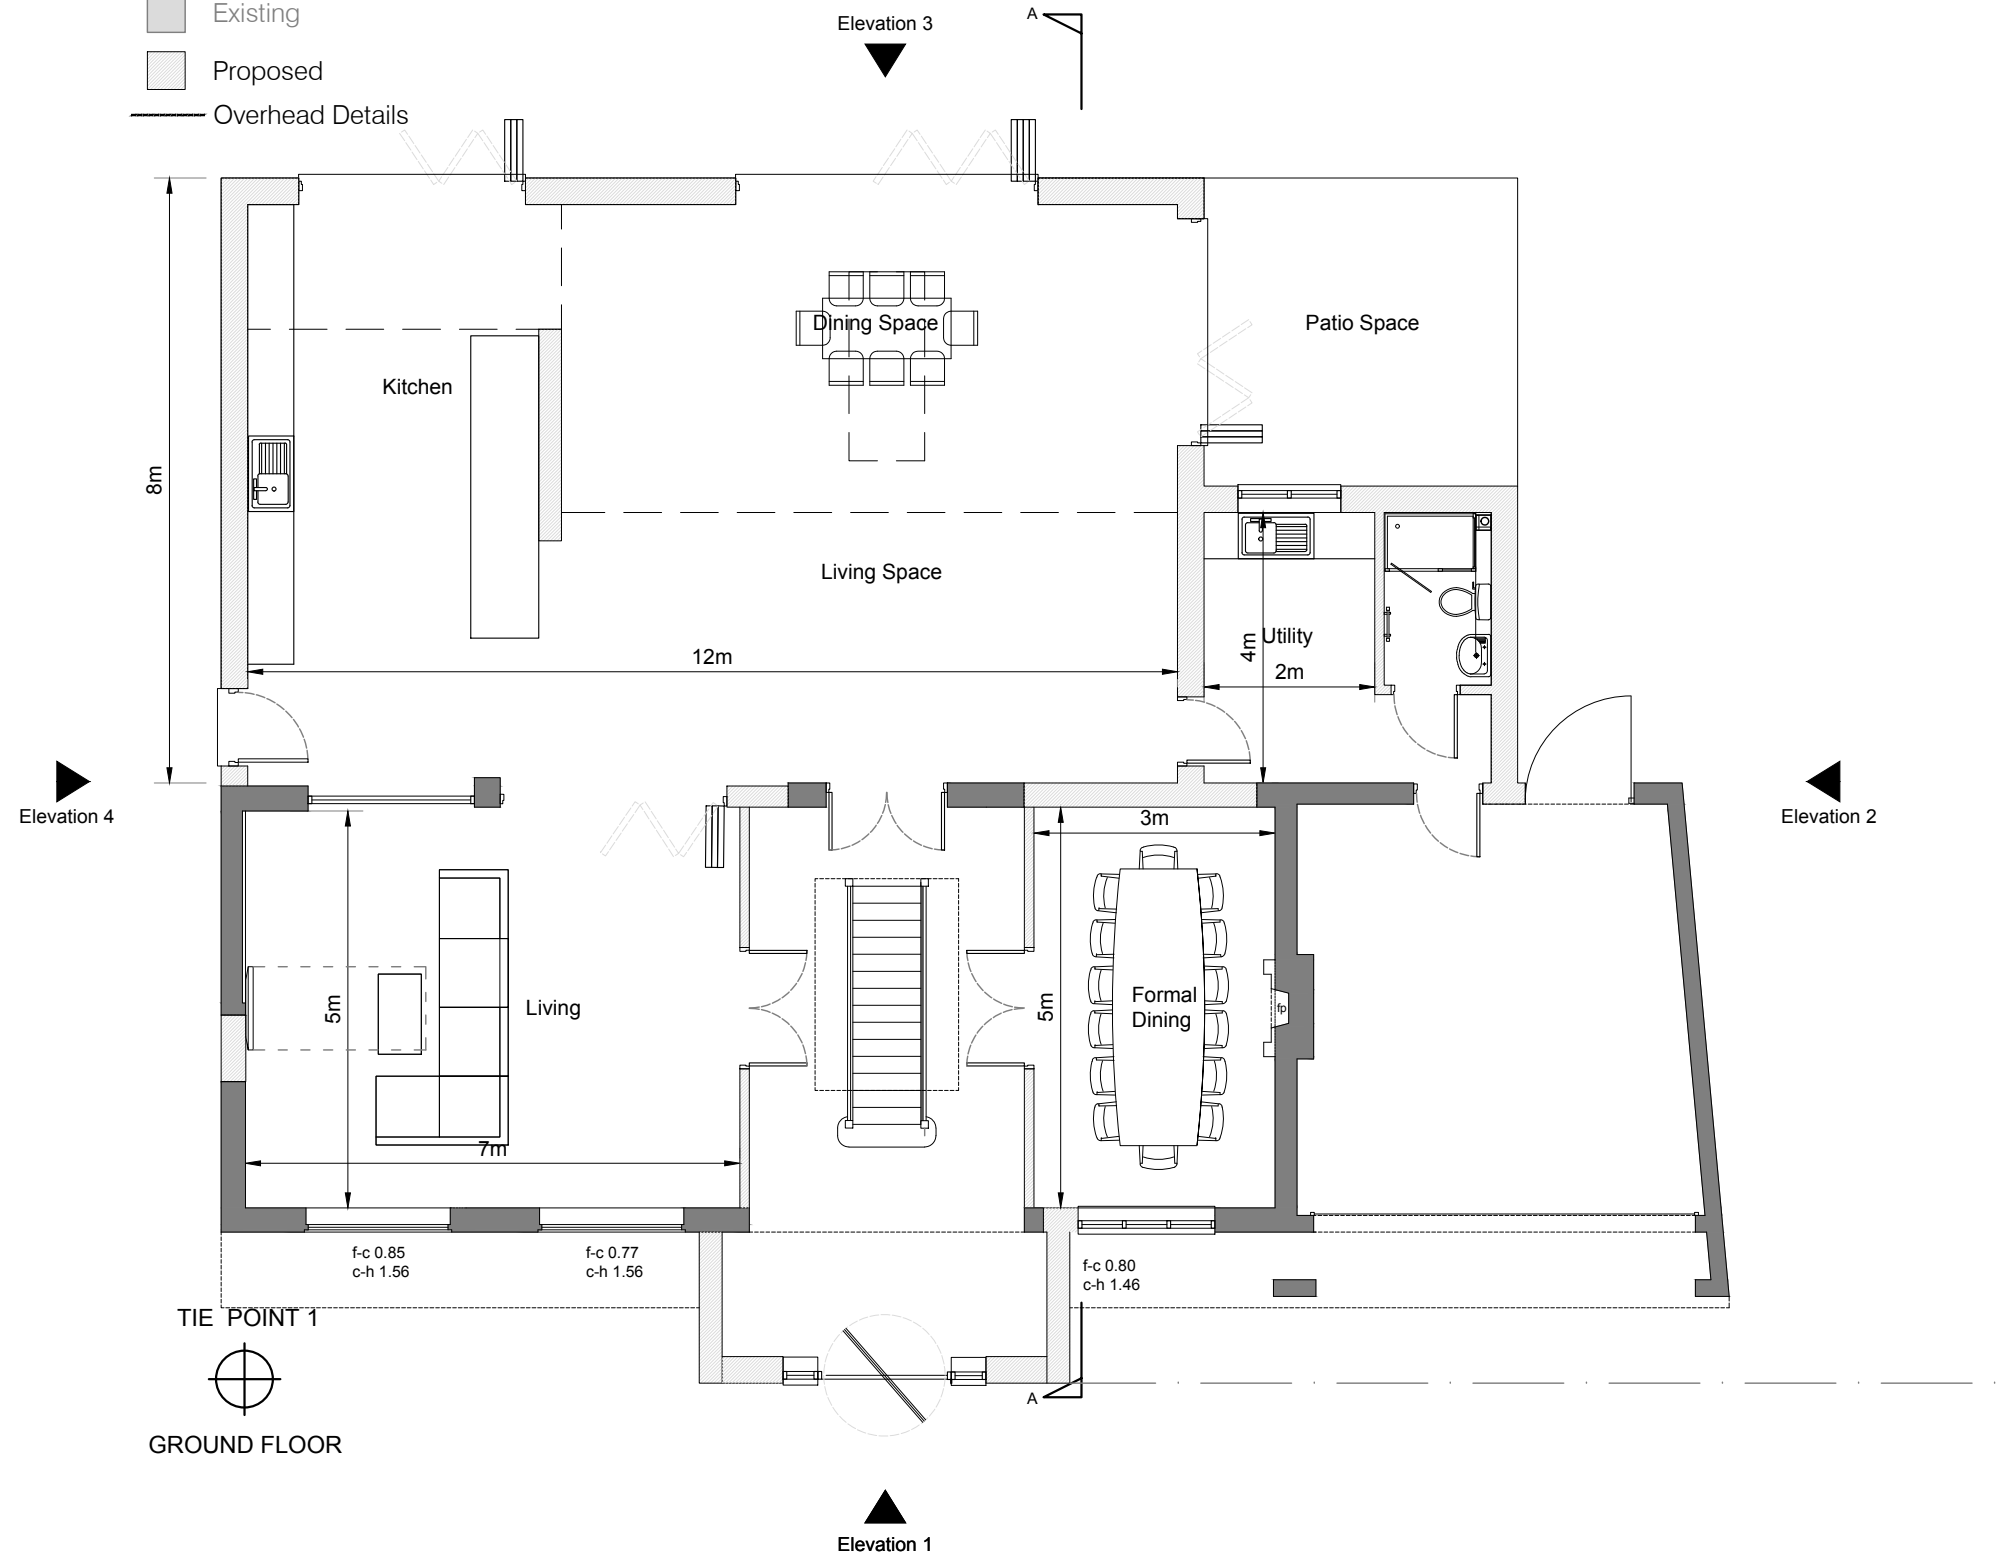 Existing
Elevation 3
A
Proposed
Overhead Details
Dining Space
Patio Space
Kitchen
8m
Living Space
Utility
4m
12m
2m
Elevation 4
Elevation 2
3m
Formal
Dining
fp
5m
Living
5m
7m
f-c 0.85
c-h 1.56
f-c 0.77
c-h 1.56
f-c 0.80
c-h 1.46
TIE POINT 1
A
GROUND FLOOR
Elevation 1